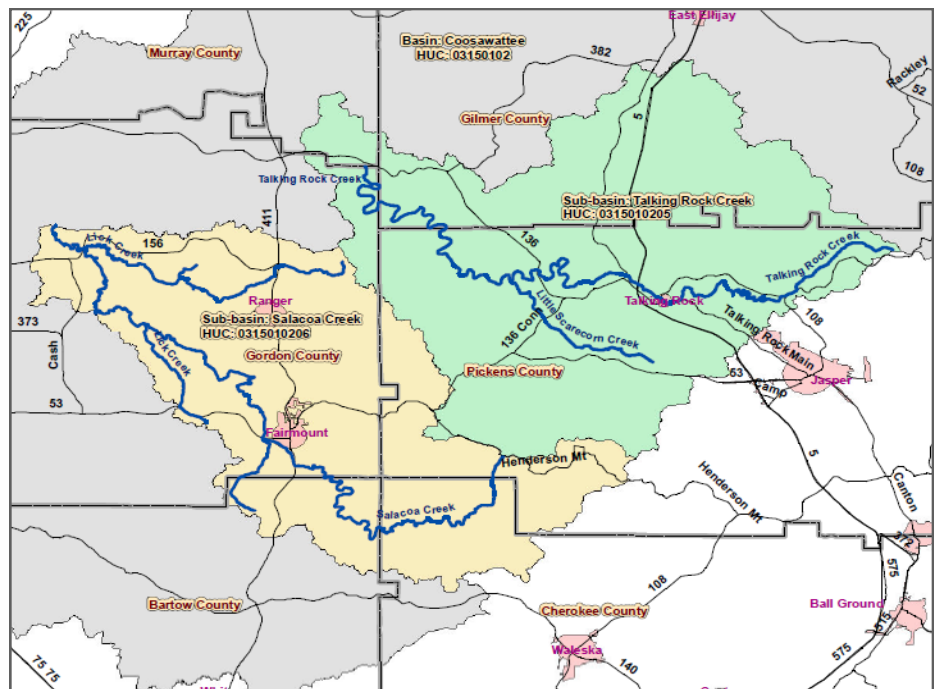 225
Murray County
Basin: Coosawattee
HUC: 03150102
East Ellijay
382
Rackley
52
5
Gilmer County
108
Talking Rock Creek
Sub-basin: Talking Rock Creek
HUC: 0315010205
411
Lick Creek
156
136
Talking Rock Creek
Ranger
Talking Rock
Little Scarecorn Creek
Sub-basin: Salacoa Creek
HUC: 0315010206
373
136 Conn
Talking Rock
108
Main
Cash
Gordon County
Pickens County
53
Jasper
Camp
53
Fairmount
Henderson Mt
5
Henderson Mt
Canton
Salacoa Creek
372
575
108
Bartow County
Cherokee County
Ball Ground
515
Waleska
575
140
75 75